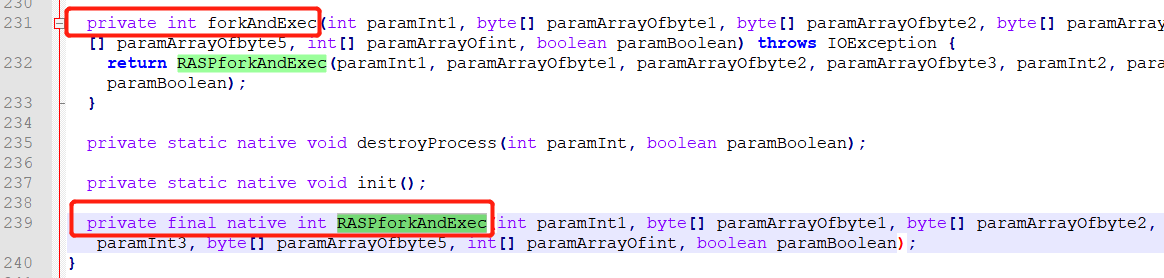 230
231 private int forkAndExec(int paramInt1, byte[] paramArrayOfbyte1, byte[] paramArrayOfbyte2, byte[] paramArray
[] paramArrayOfbyte5, int[] paramArrayOfint, boolean paramBoolean) throws IOException {
232 return RASPforkAndExec(paramInt1, paramArrayOfbyte1, paramArrayOfbyte2, paramArrayOfbyte3, paramInt2, para
paramBoolean);
233 }
234
235 private static native void destroyProcess(int paramInt, boolean paramBoolean);
236
237 private static native void init();
238
239 private final native int RASPforkAndExec(int paramInt1, byte[] paramArrayOfbyte1, byte[] paramArrayOfbyte2,
paramInt3, byte[] paramArrayOfbyte5, int[] paramArrayOfint, boolean paramBoolean);
240 }